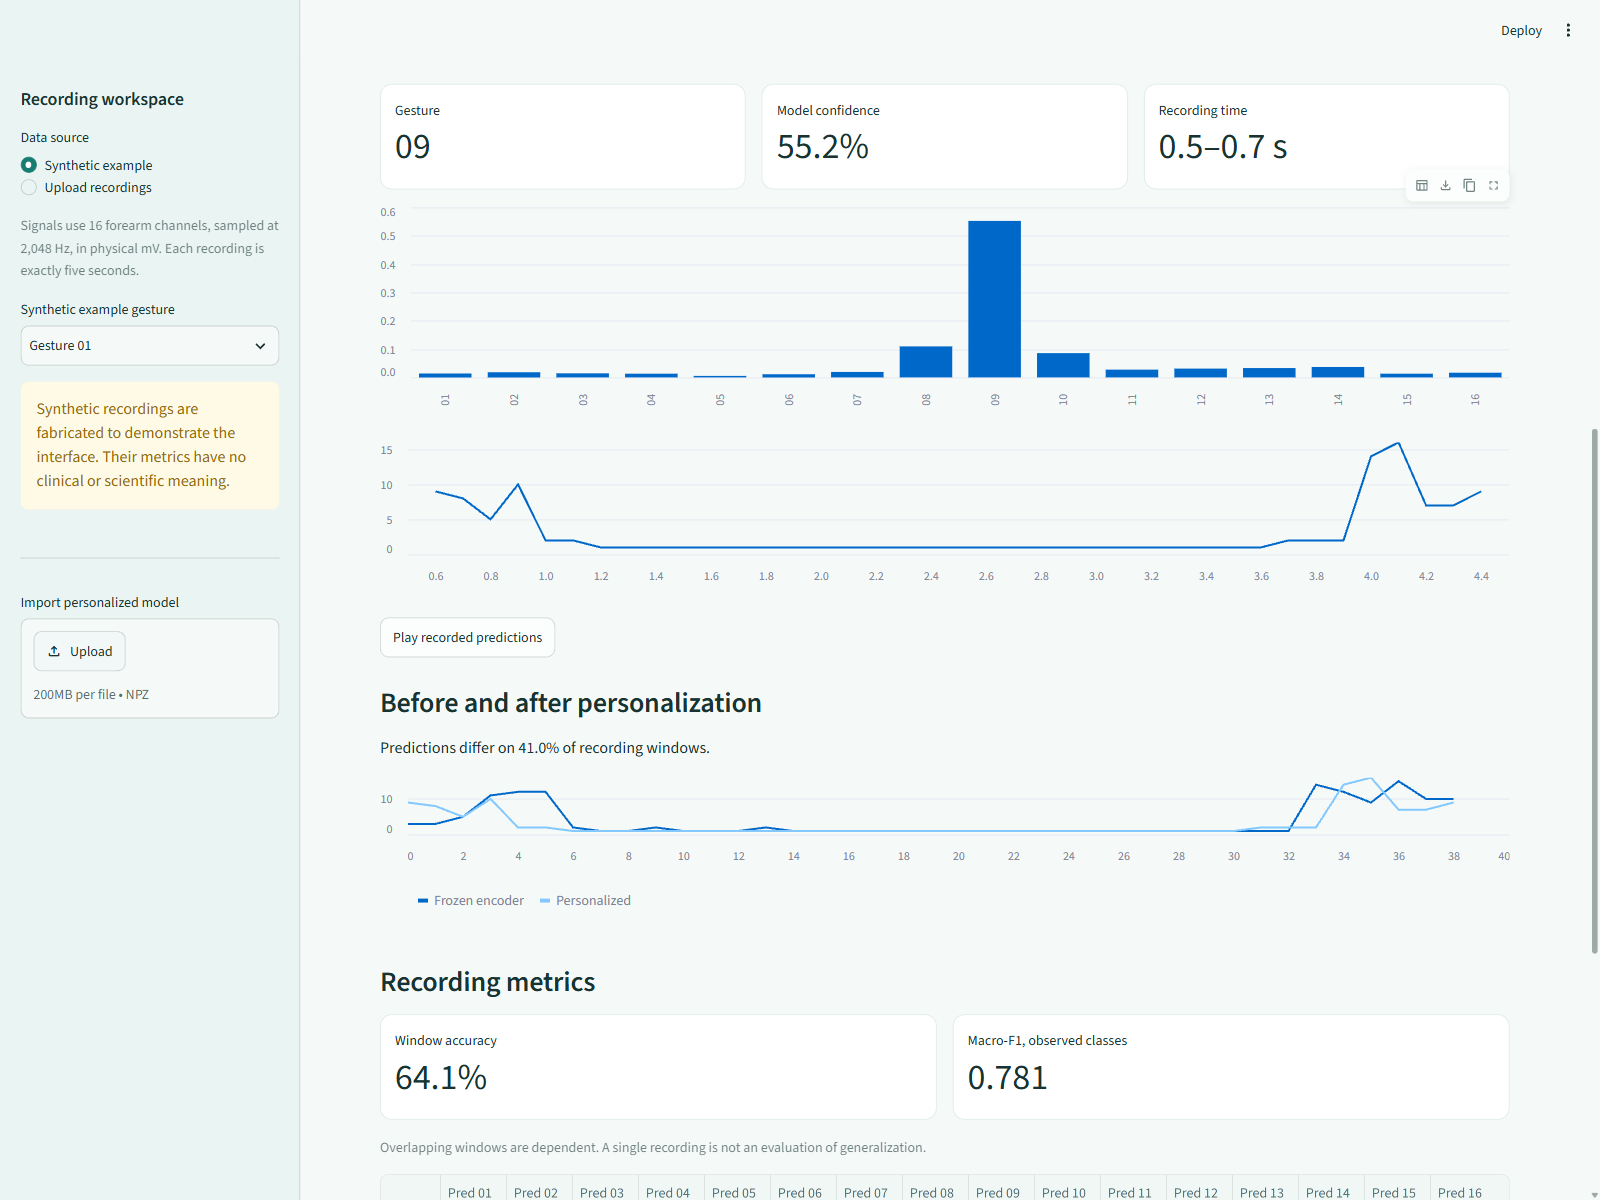 Deploy
Recording workspace
Data source
Synthetic example
Upload recordings
Signals use 16 forearm channels, sampled at
2,048 Hz, in physical mV. Each recording is
exactly five seconds.
Synthetic example gesture
Gesture 01
Synthetic recordings are
fabricated to demonstrate the
interface. Their metrics have no
clinical or scientific meaning.
Import personalized model
Upload
200MB per file • NPZ
Gesture
09
Model confidence
55.2%
Recording time
0.5–0.7 s
0.6
0.5
0.4
0.3
0.2
0.1
0.0
01 02 03 04 05 06 07 08 09 10 11 12 13 14 15 16
15
10
5
0
0.6 0.8 1.0 1.2 1.4 1.6 1.8 2.0 2.2 2.4 2.6 2.8 3.0 3.2 3.4 3.6 3.8 4.0 4.2 4.4
Play recorded predictions
Before and after personalization
Predictions differ on 41.0% of recording windows.
10
0
0 2 4 6 8 10 12 14 16 18 20 22 24 26 28 30 32 34 36 38 40
Frozen encoder Personalized
Recording metrics
Window accuracy
64.1%
Macro-F1, observed classes
0.781
Overlapping windows are dependent. A single recording is not an evaluation of generalization.
Pred 01 Pred 02 Pred 03 Pred 04 Pred 05 Pred 06 Pred 07 Pred 08 Pred 09 Pred 10 Pred 11 Pred 12 Pred 13 Pred 14 Pred 15 Pred 16